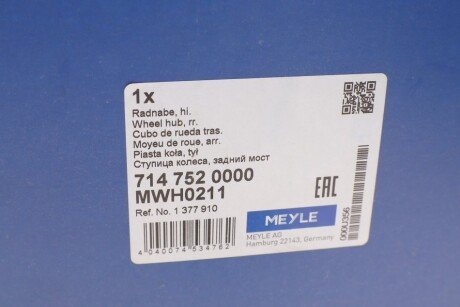 1x
Radnabe, hi.
Wheel hub, rr.
Cubo de rueda tras.
Moyeu de roue, arr.
Piasta koła, tył
Ступица колеса, задний мост
714 752 0000
MWH0211
Ref. No. 1 377 910
4 040074 534762
EAC
MEYLE
MEYLE AG
Hamburg 22143, Germany
000U356